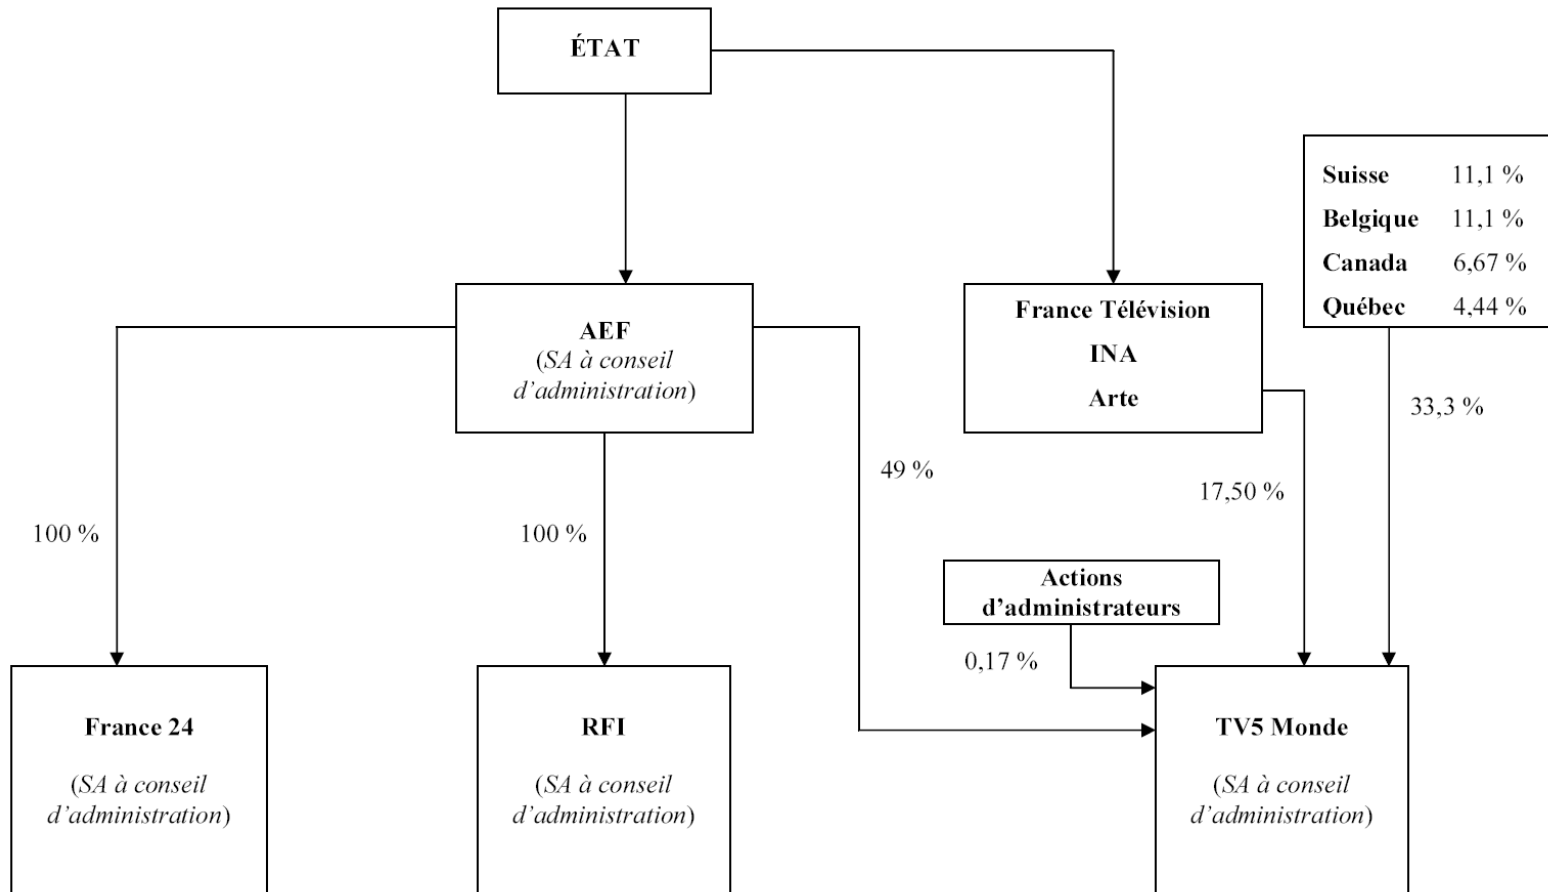 ÉTAT
Suisse 11,1 %
Belgique 11,1 %
Canada 6,67 %
Québec 4,44 %
AEF
(SA à conseil
d’administration)
France Télévision
INA
Arte
33,3 %
49 %
17,50 %
100 %
100 %
Actions
d’administrateurs
0,17 %
France 24
(SA à conseil
d’administration)
RFI
(SA à conseil
d’administration)
TV5 Monde
(SA à conseil
d’administration)